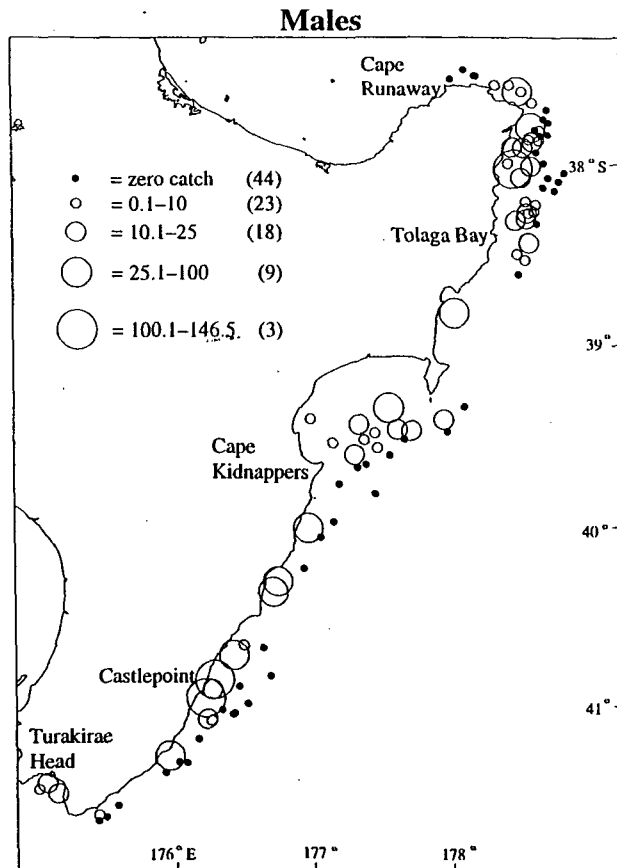 Males
Cape
Runaway
38° S
= zero catch (44)
= 0.1–10 (23)
= 10.1–25 (18)
Tolaga Bay
= 25.1–100 (9)
= 100.1–146.5. (3)
39°
Cape
Kidnappers
40°
Castlepoint
41°
Turakirae
Head
176° E
177°
178°